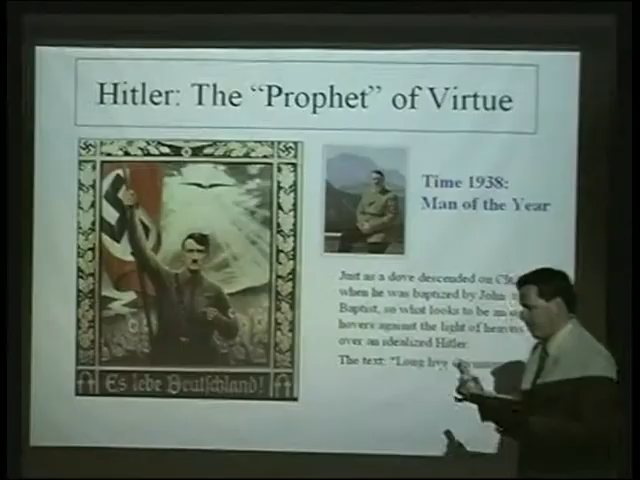 Hitler: The “Prophet” of Virtue
Time 1938:
Man of the Year
Just as a dove descended on
when he was baptized by John
Baptist, so what looks to be an
hovers against the light of
over an idealized Hitler.
The text: “Long live
Es lebe Deutschland!